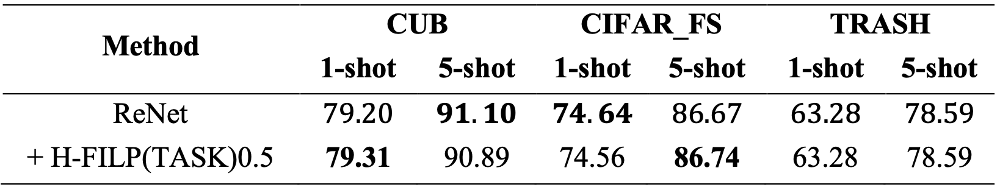 Method CUB CIFAR_FS TRASH
1-shot 5-shot 1-shot 5-shot 1-shot 5-shot
ReNet 79.20 91.10 74.64 86.67 63.28 78.59
+ H-FILP(TASK)0.5 79.31 90.89 74.56 86.74 63.28 78.59